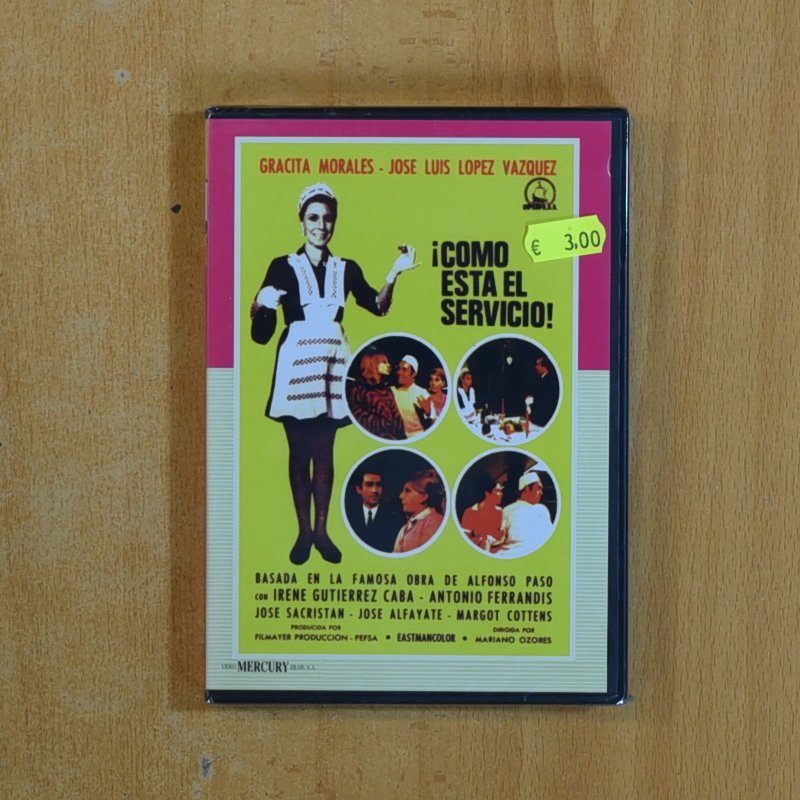 GRACITA MORALES - JOSE LUIS LOPEZ VAZQUEZ
€ 3,00
¡COMO
ESTA EL
SERVICIO!
BASADA EN LA FAMOSA OBRA DE ALFONSO PASO
CON IRENE GUTIERREZ CABA - ANTONIO FERRANDIS
JOSE SACRISTAN - JOSE ALFAYATE - MARGOT COTTENS
PRODUCIDA POR
FILMAYER PRODUCCION - PEFSA • EASTMANCOLOR •
DIRIGIDA POR
MARIANO OZORES
VIDEO MERCURY FILMS, S.A.